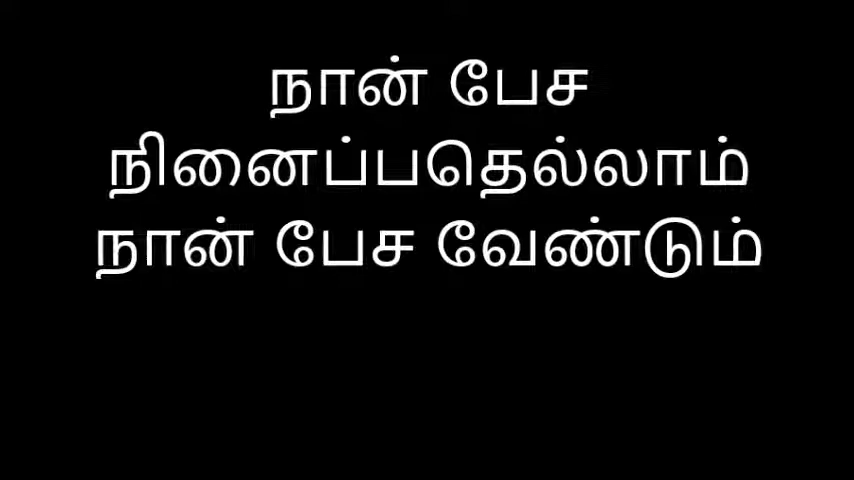 நான் பேச
நினைப்பதெல்லாம்
நான் பேச வேண்டும்